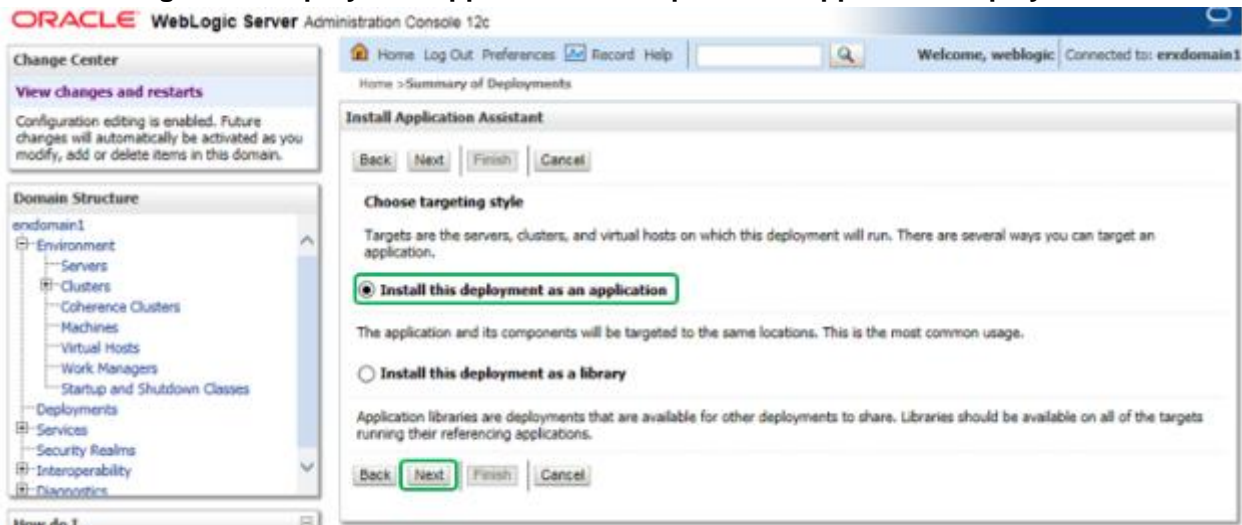 ORACLE WebLogic Server Administration Console 12c
Change Center
View changes and restarts
Configuration editing is enabled. Future
changes will automatically be activated as you
modify, add or delete items in this domain.
Domain Structure
erxdomain1
Environment
Servers
Clusters
Coherence Clusters
Machines
Virtual Hosts
Work Managers
Startup and Shutdown Classes
Deployments
Services
Security Realms
Interoperability
Diagnostics
How do I
Home Log Out Preferences Record Help
Welcome, weblogic Connected to: erxdomain1
Home >Summary of Deployments
Install Application Assistant
Back Next Finish Cancel
Choose targeting style
Targets are the servers, clusters, and virtual hosts on which this deployment will run. There are several ways you can target an
application.
Install this deployment as an application
The application and its components will be targeted to the same locations. This is the most common usage.
Install this deployment as a library
Application libraries are deployments that are available for other deployments to share. Libraries should be available on all of the targets
running their referencing applications.
Back Next Finish Cancel